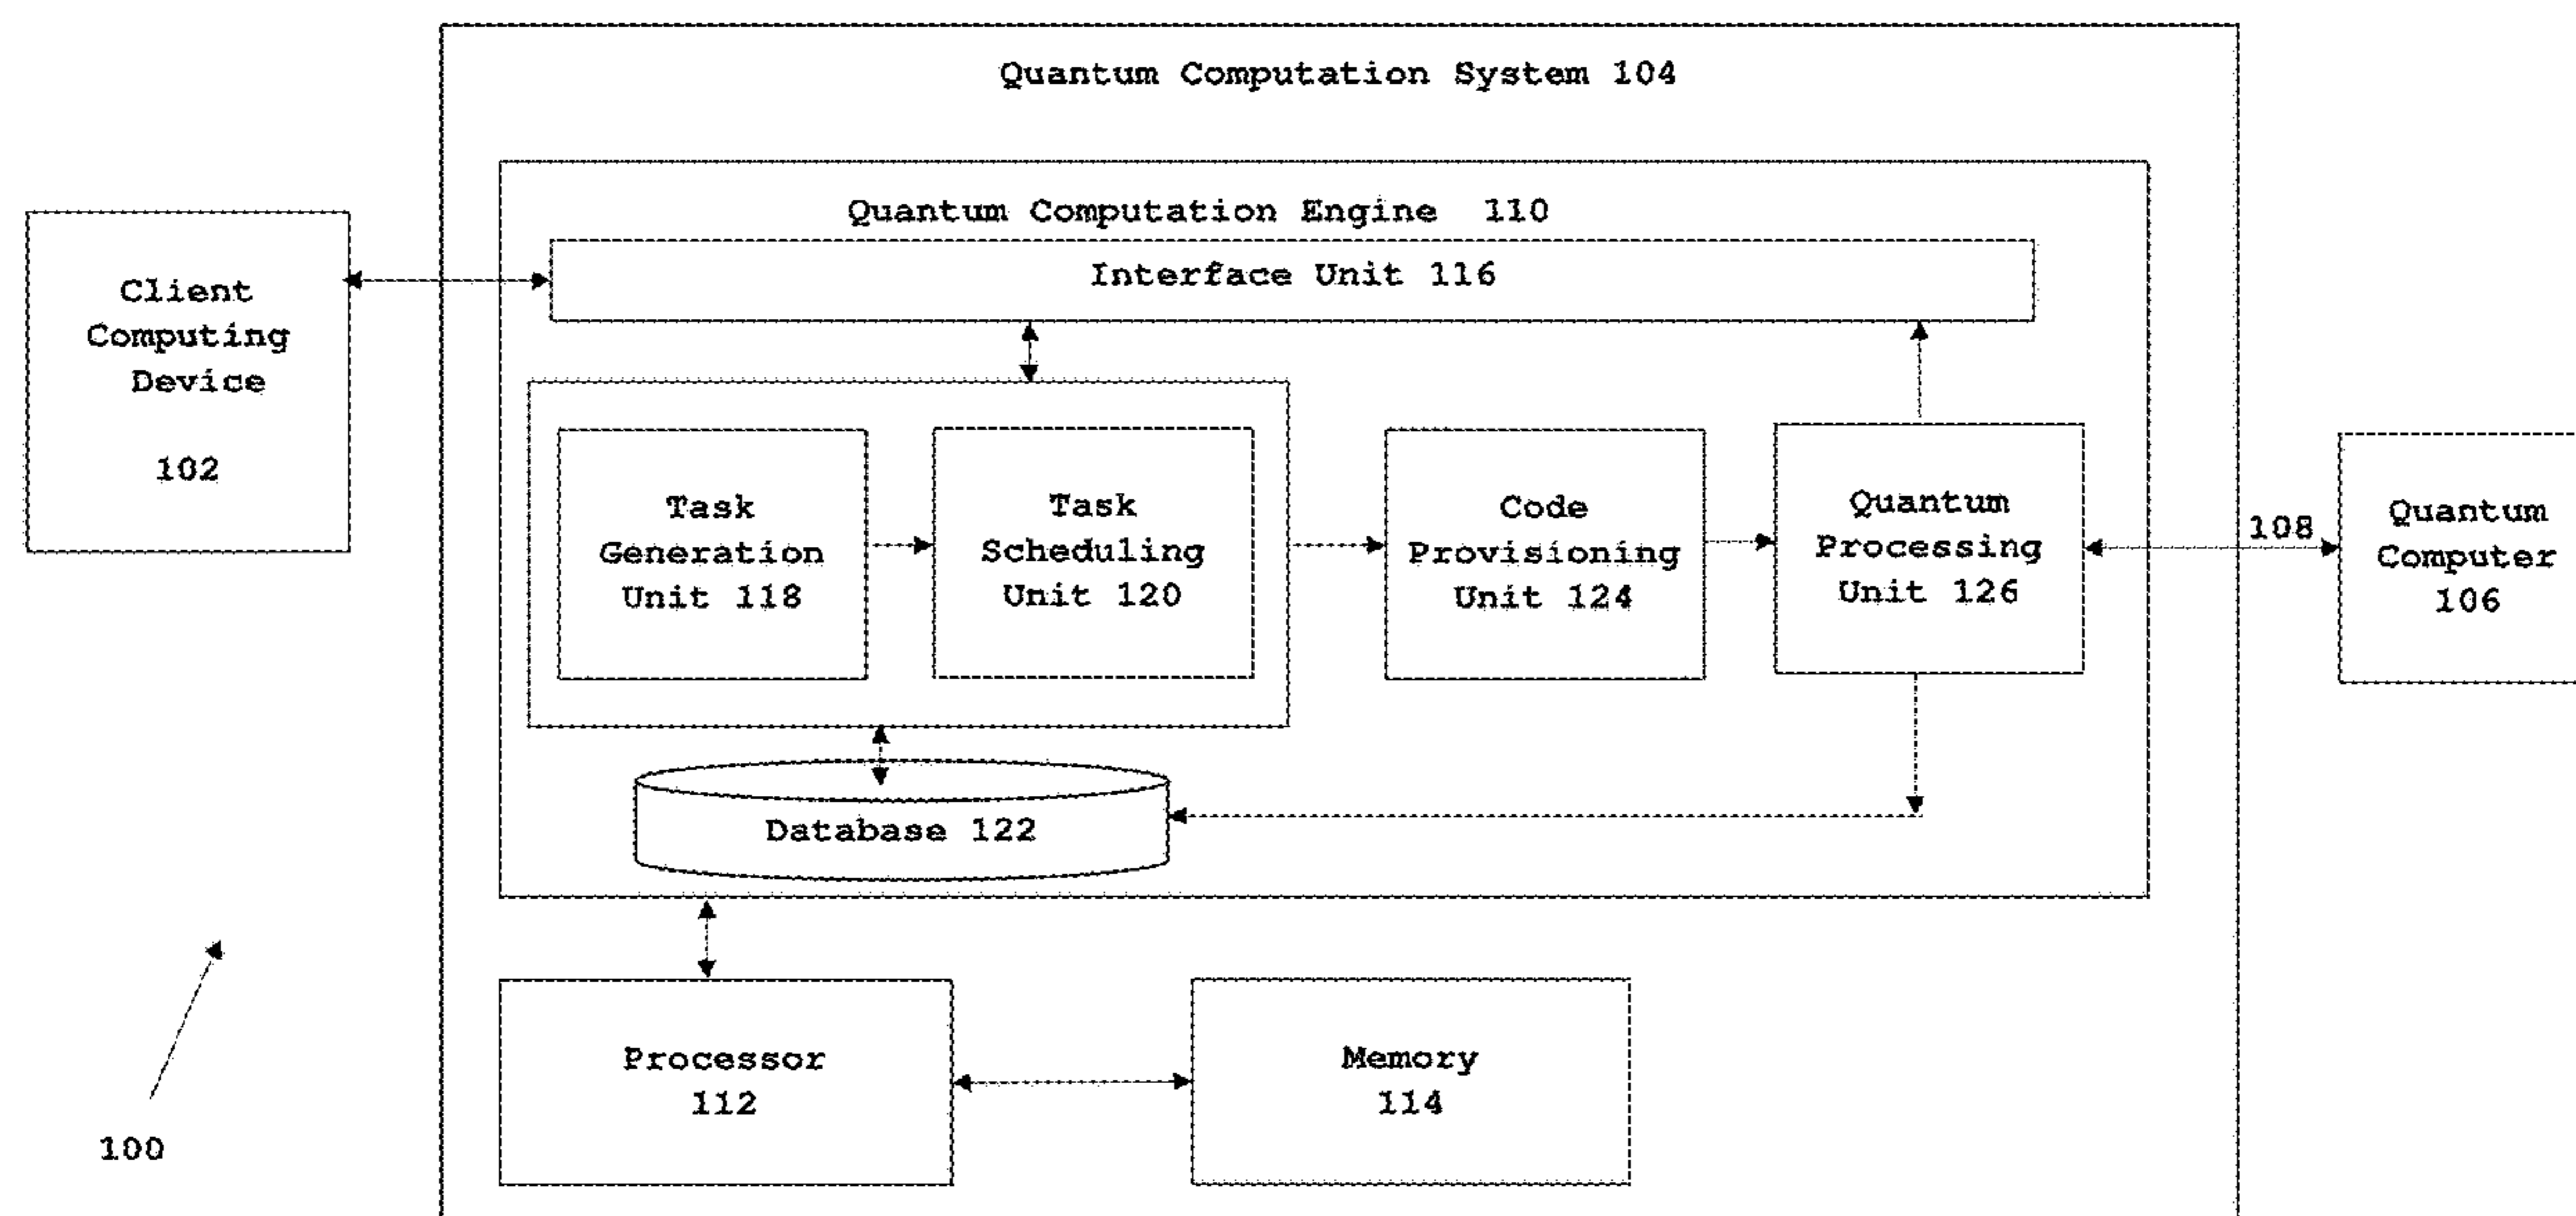 Quantum Computation System 104
Quantum Computation Engine 110
Interface Unit 116
Client
Computing
Device
102
Task
Generation
Unit 118
Task
Scheduling
Unit 120
Code
Provisioning
Unit 124
Quantum
Processing
Unit 126
108
Quantum
Computer
106
Database 122
Processor
112
Memory
114
100